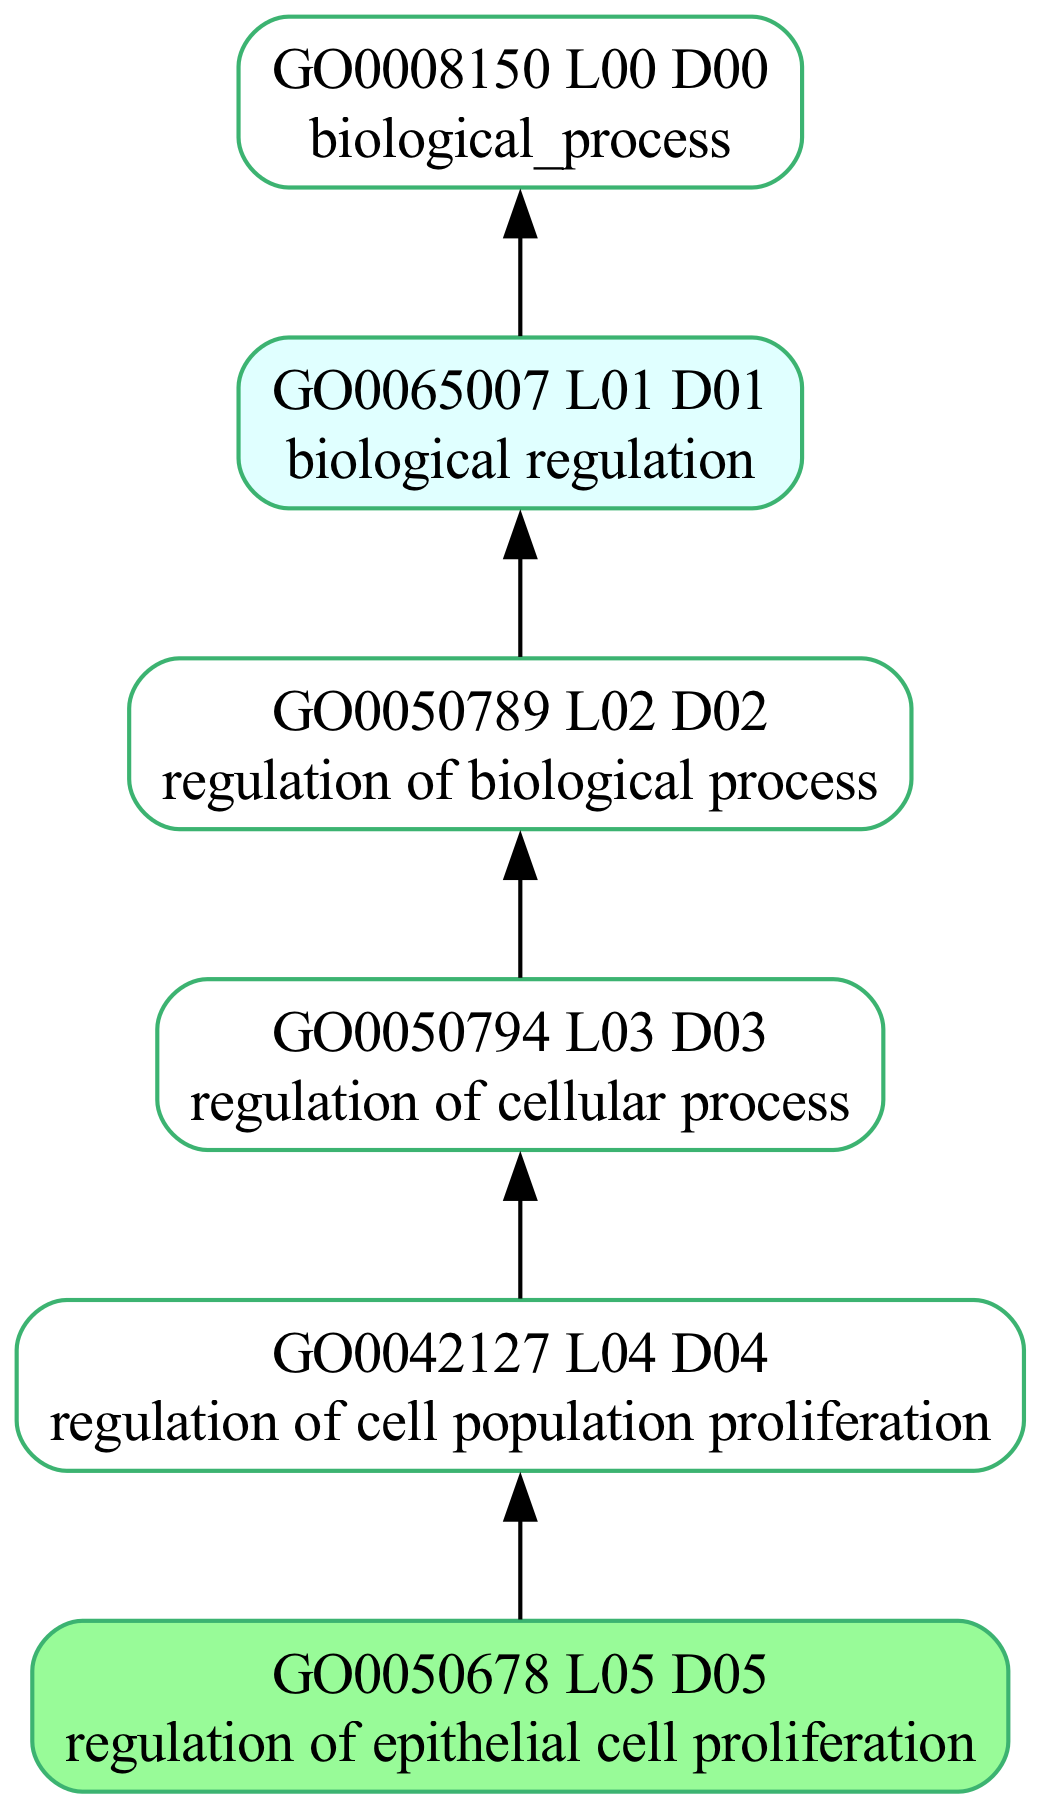 GO0008150 L00 D00
biological_process
GO0065007 L01 D01
biological regulation
GO0050789 L02 D02
regulation of biological process
GO0050794 L03 D03
regulation of cellular process
GO0042127 L04 D04
regulation of cell population proliferation
GO0050678 L05 D05
regulation of epithelial cell proliferation